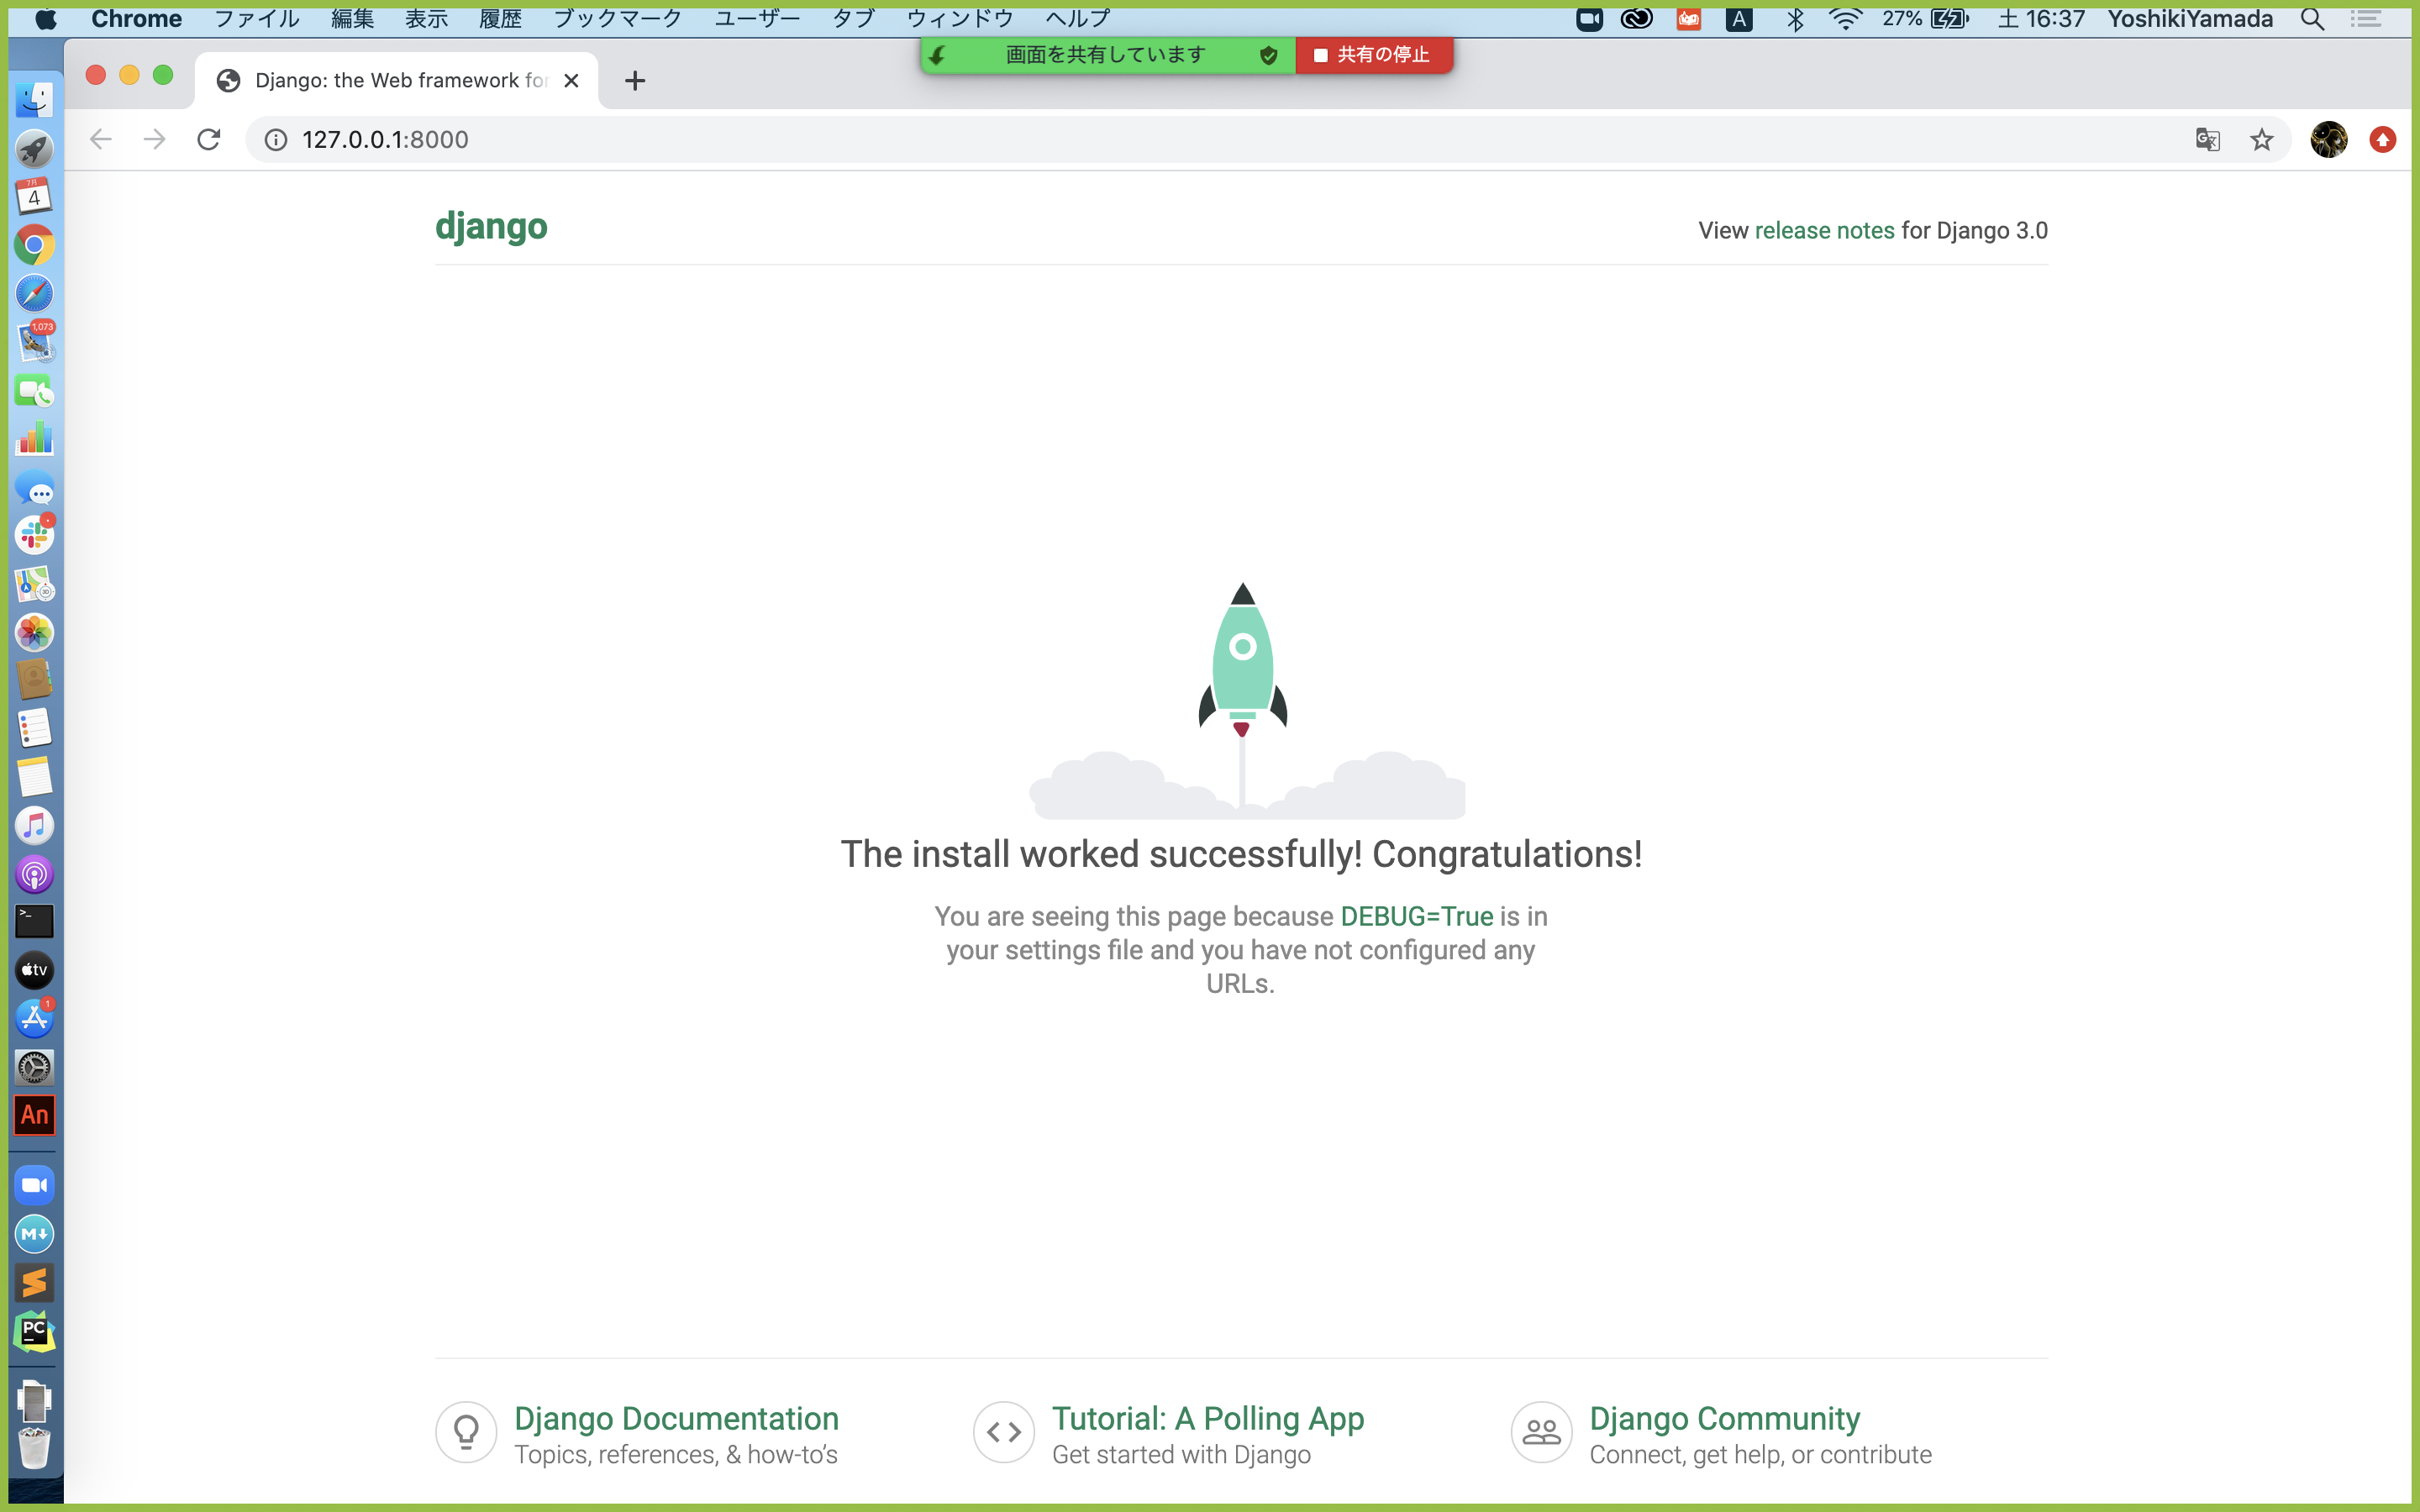 Chrome ファイル 編集 表示 履歴 ブックマーク ユーザー タブ ウィンドウ ヘルプ A 27% 土 16:37 YoshikiYamada
画面を共有しています 共有の停止
Django: the Web framework for
127.0.0.1:8000
django
View release notes for Django 3.0
7月
4
1,073
3D
The install worked successfully! Congratulations!
You are seeing this page because DEBUG=True is in
your settings file and you have not configured any
URLs.
>_
tv
1
An
M
PC
Django Documentation
Topics, references, & how-to’s
Tutorial: A Polling App
Get started with Django
Django Community
Connect, get help, or contribute